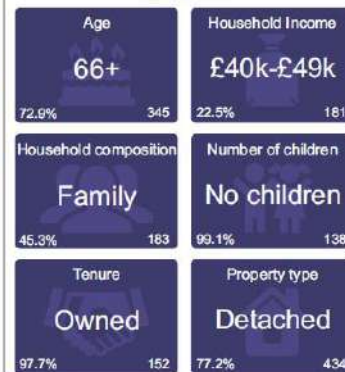 Age
66+
72.9% 345
Household Income
£40k-£49k
22.5% 181
Household composition
Family
45.3% 183
Number of children
No children
99.1% 138
Tenure
Owned
97.7% 152
Property type
Detached
77.2% 434